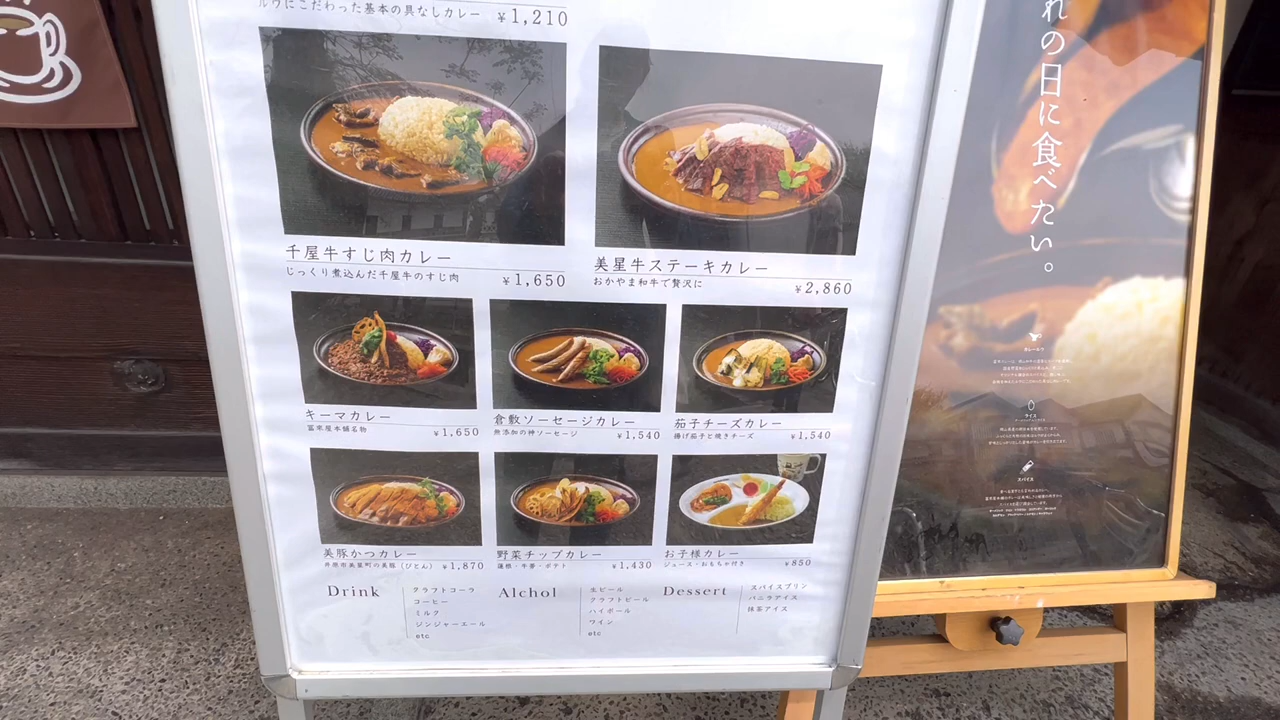 ルウにこだわった基本の具なしカレー ¥1,210
千屋牛すじ肉カレー
じっくり煮込んだ千屋牛のすじ肉 ¥1,650
美星牛ステーキカレー
おかやま和牛で贅沢に ¥2,860
キーマカレー
冨來屋本舗名物 ¥1,650
倉敷ソーセージカレー
無添加の神ソーセージ ¥1,540
茄子チーズカレー
揚げ茄子と焼きチーズ ¥1,540
美豚かつカレー
井原市美星町の美豚（びとん） ¥1,870
野菜チップカレー
蓮根・牛蒡・ポテト ¥1,430
お子様カレー
ジュース・おもちゃ付き ¥850
Drink
クラフトコーラ
コーヒー
ミルク
ジンジャーエール
etc
Alchol
生ビール
クラフトビール
ハイボール
ワイン
etc
Dessert
スパイスプリン
バニラアイス
抹茶アイス
れの日に食べたい。
カレールウ
ライス
スパイス